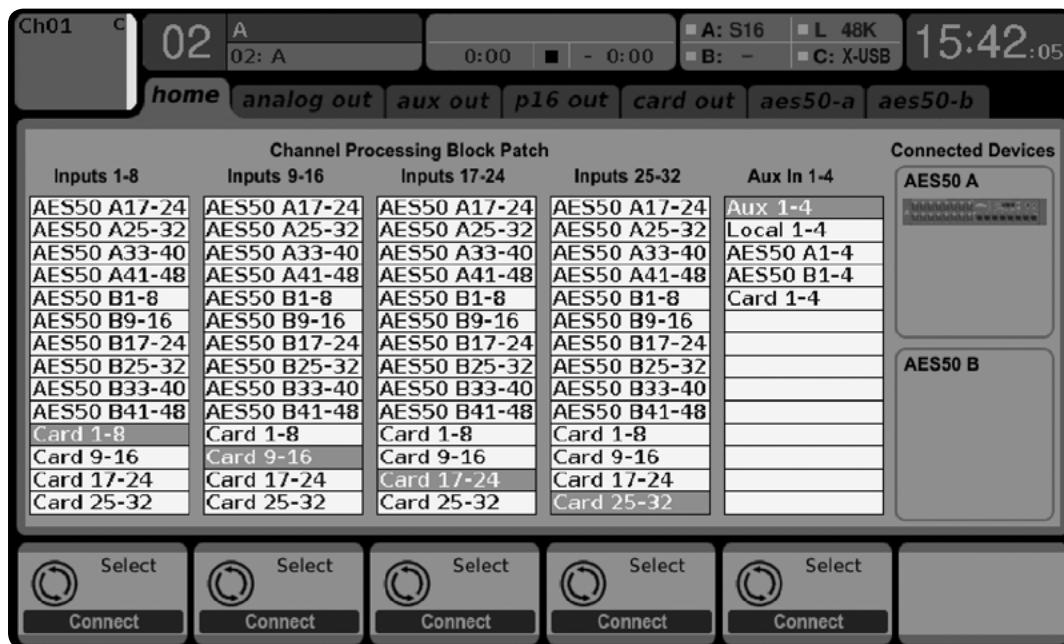 Ch01 C
02 A
02: A
0:00 - 0:00
A: S16 L 48K
B: - C: X-USB
15:42:05
home analog out aux out p16 out card out aes50-a aes50-b
Channel Processing Block Patch
Connected Devices
Inputs 1-8 Inputs 9-16 Inputs 17-24 Inputs 25-32 Aux In 1-4
AES50 A
AES50 A17-24 AES50 A17-24 AES50 A17-24 AES50 A17-24 Aux 1-4
AES50 A25-32 AES50 A25-32 AES50 A25-32 AES50 A25-32 Local 1-4
AES50 A33-40 AES50 A33-40 AES50 A33-40 AES50 A33-40 AES50 A1-4
AES50 A41-48 AES50 A41-48 AES50 A41-48 AES50 A41-48 AES50 B1-4
AES50 B1-8 AES50 B1-8 AES50 B1-8 AES50 B1-8 Card 1-4
AES50 B9-16 AES50 B9-16 AES50 B9-16 AES50 B9-16
AES50 B17-24 AES50 B17-24 AES50 B17-24 AES50 B17-24
AES50 B25-32 AES50 B25-32 AES50 B25-32 AES50 B25-32
AES50 B
AES50 B33-40 AES50 B33-40 AES50 B33-40 AES50 B33-40
AES50 B41-48 AES50 B41-48 AES50 B41-48 AES50 B41-48
Card 1-8 Card 1-8 Card 1-8 Card 1-8
Card 9-16 Card 9-16 Card 9-16 Card 9-16
Card 17-24 Card 17-24 Card 17-24 Card 17-24
Card 25-32 Card 25-32 Card 25-32 Card 25-32
Select Select Select Select Select
Connect Connect Connect Connect Connect